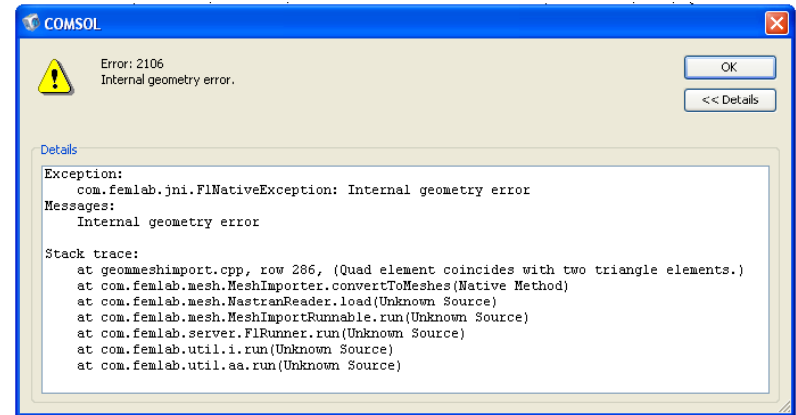 COMSOL
Error: 2106
Internal geometry error.
OK
<< Details
Details
Exception:
com.femlab.jni.FlNativeException: Internal geometry error
Messages:
Internal geometry error
Stack trace:
at geommeshimport.cpp, row 286, (Quad element coincides with two triangle elements.)
at com.femlab.mesh.MeshImporter.convertToMeshes(Native Method)
at com.femlab.mesh.NastranReader.load(Unknown Source)
at com.femlab.mesh.MeshImportRunnable.run(Unknown Source)
at com.femlab.server.FlRunner.run(Unknown Source)
at com.femlab.util.i.run(Unknown Source)
at com.femlab.util.aa.run(Unknown Source)